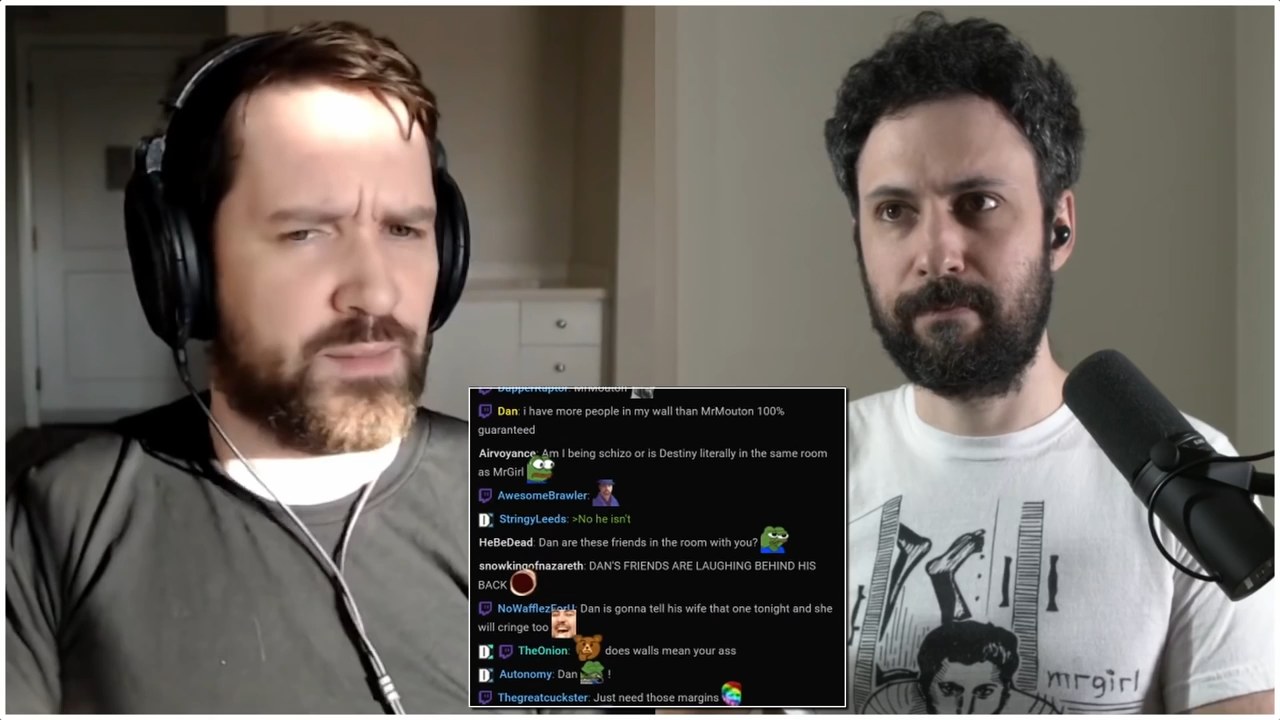 DapperRaptor: MrMouton
Dan: i have more people in my wall than MrMouton 100%
guaranteed
Airvoyance: Am I being schizo or is Destiny literally in the same room
as MrGirl
AwesomeBrawler:
StringyLeeds: >No he isn't
HeBeDead: Dan are these friends in the room with you?
snowkingofnazareth: DAN'S FRIENDS ARE LAUGHING BEHIND HIS
BACK
NoWafflezForU: Dan is gonna tell his wife that one tonight and she
will cringe too
TheOnion: does walls mean your ass
Autonomy: Dan !
Thegreatcuckster: Just need those margins
mrgirl